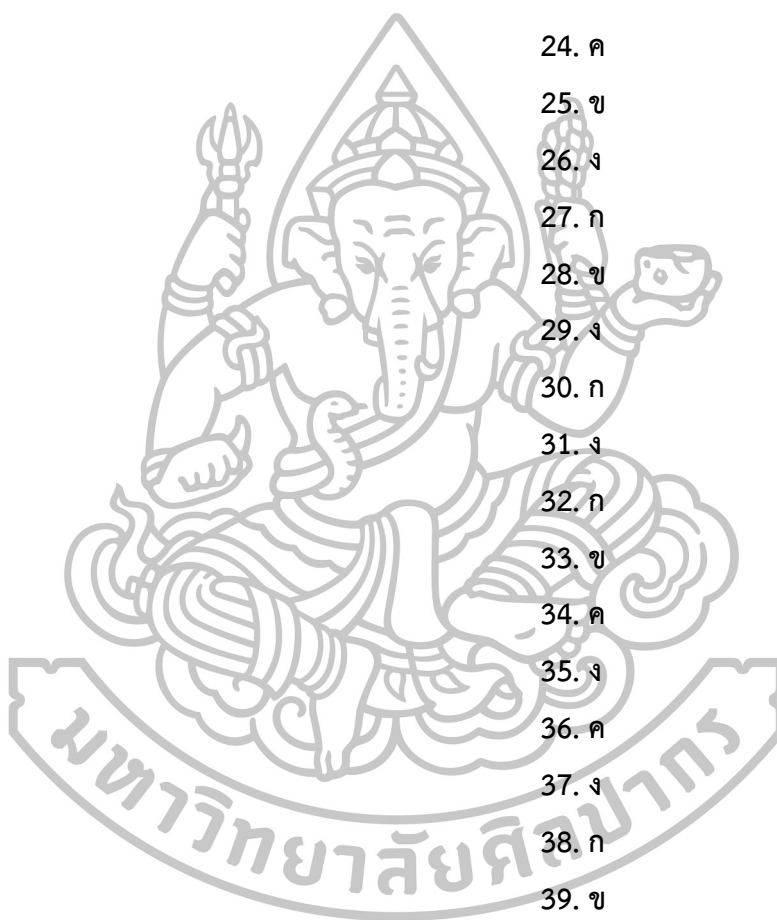 24. ค
25. ข
26. ง
27. ก
28. ข
29. ง
30. ก
31. ง
32. ก
33. ข
34. ค
35. ง
36. ค
37. ง
38. ก
39. ข
มหาวิทยาลัยศิลปากร